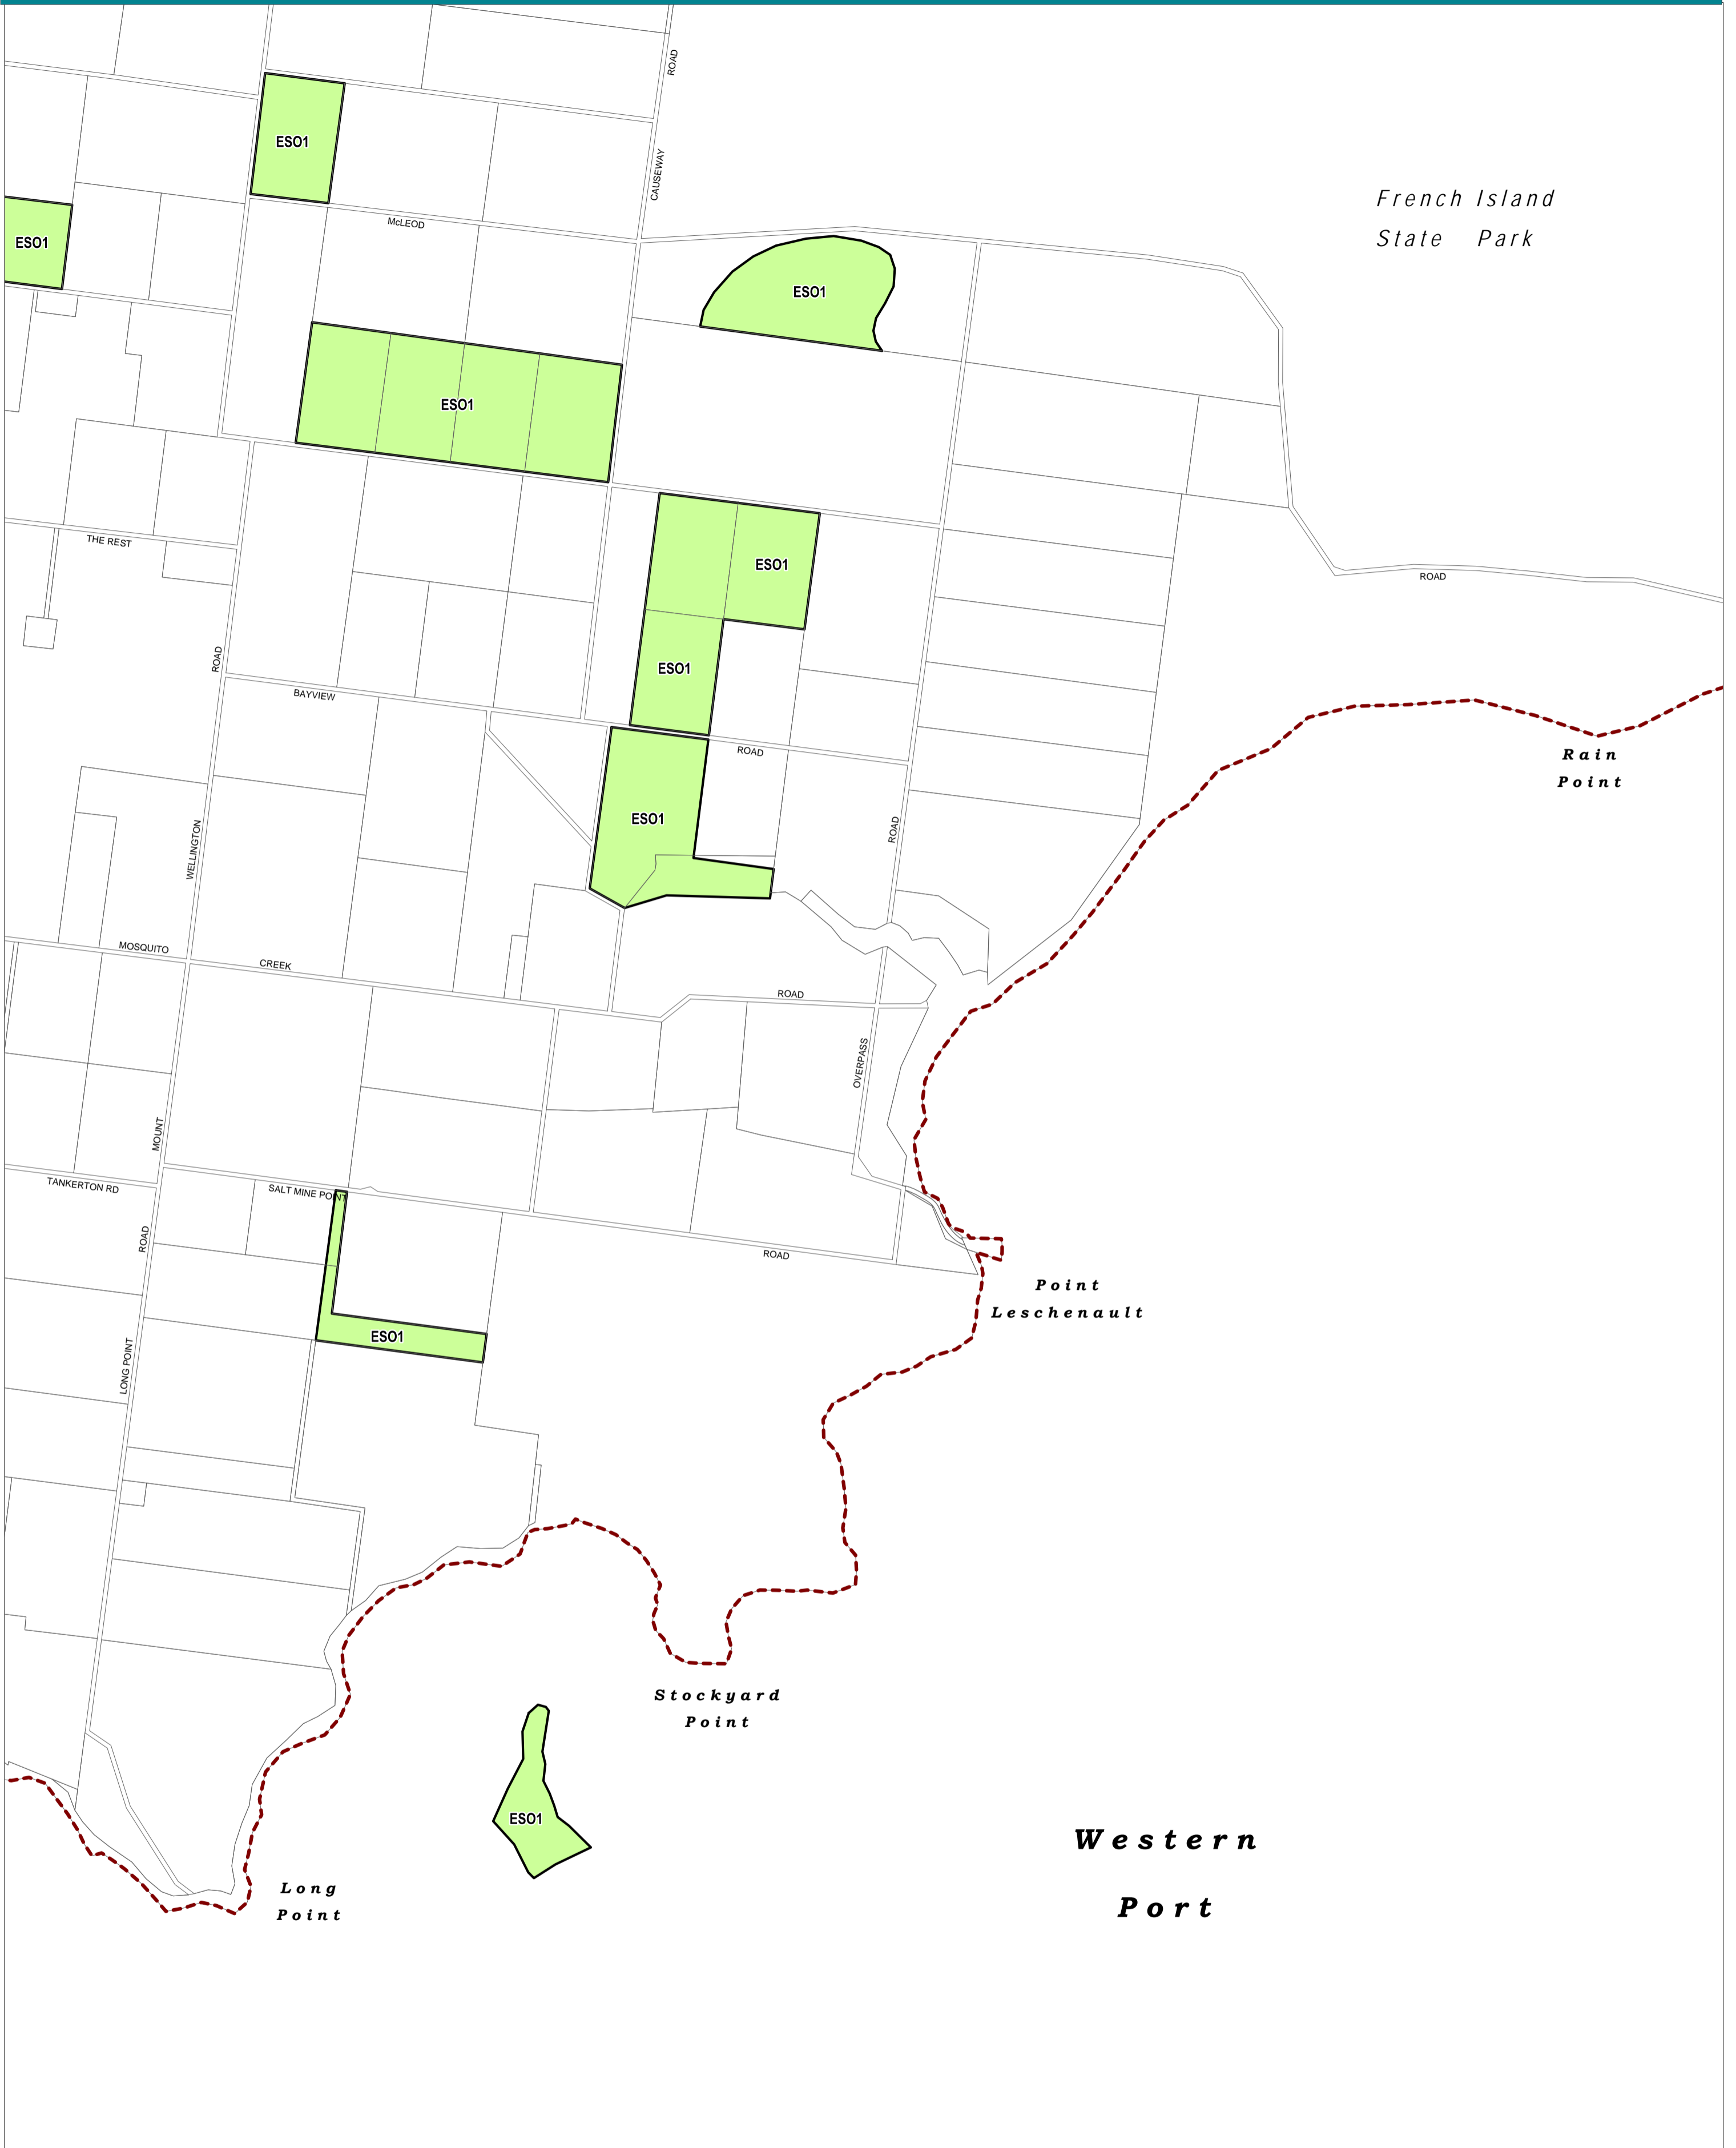 ROAD
ESO1
CAUSEWAY
French Island
State Park
McLEOD
ESO1
ESO1
ESO1
THE REST
ESO1
ROAD
ROAD
ESO1
BAYVIEW
ROAD
Rain
Point
ESO1
ROAD
WELLINGTON
MOSQUITO
CREEK
ROAD
OVERPASS
MOUNT
TANKERTON RD
SALT MINE POINT
ROAD
ROAD
Point
Leschenault
ESO1
LONG POINT
Stockyard
Point
ESO1
Western
Port
Long
Point